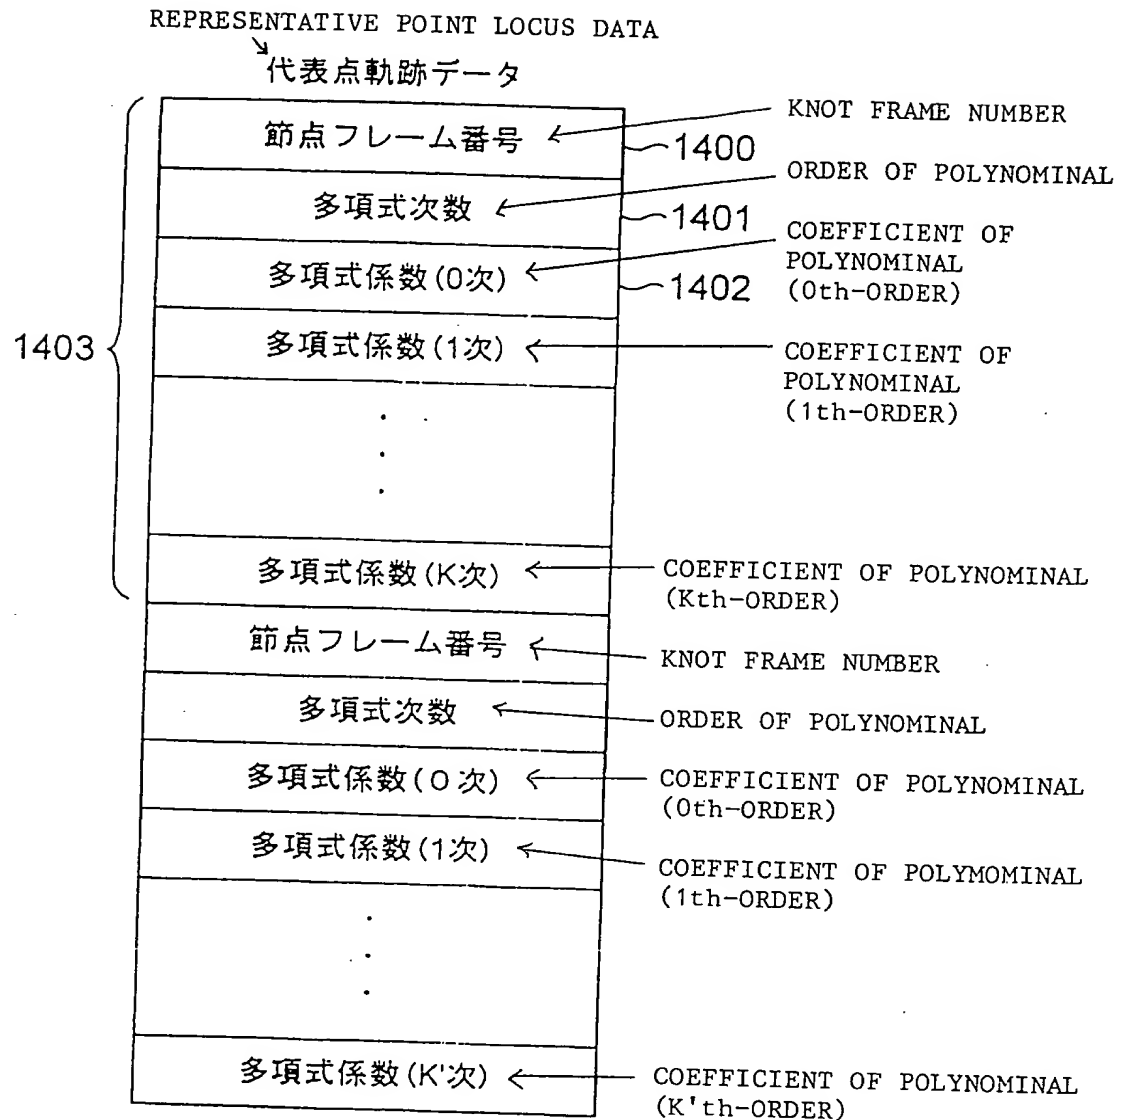 REPRESENTATIVE POINT LOCUS DATA
代表点軌跡データ
節点フレーム番号
KNOT FRAME NUMBER
1400
多項式次数
ORDER OF POLYNOMINAL
1401
多項式係数(0次)
COEFFICIENT OF
POLYNOMINAL
(0th-ORDER)
1402
1403
多項式係数(1次)
COEFFICIENT OF
POLYNOMINAL
(1th-ORDER)
多項式係数(K次)
COEFFICIENT OF POLYNOMINAL
(Kth-ORDER)
節点フレーム番号
KNOT FRAME NUMBER
多項式次数
ORDER OF POLYNOMINAL
多項式係数(0次)
COEFFICIENT OF POLYNOMINAL
(0th-ORDER)
多項式係数(1次)
COEFFICIENT OF POLYMOMINAL
(1th-ORDER)
多項式係数(K'次)
COEFFICIENT OF POLYNOMINAL
(K'th-ORDER)